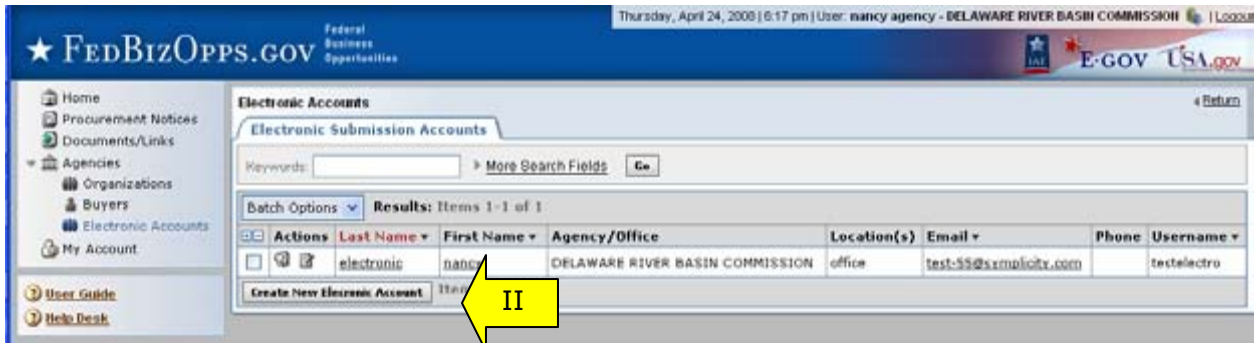 Thursday, April 24, 2008 | 6:17 pm | User: nancy agency - DELAWARE RIVER BASIN COMMISSION | Logout
★ FEDBIZOPPS.GOV Federal Business Opportunities
IAE E-GOV USA.gov
Home
Procurement Notices
Documents/Links
Agencies
Organizations
Buyers
Electronic Accounts
My Account
User Guide
Help Desk
Electronic Accounts Return
Electronic Submission Accounts
Keywords: More Search Fields Go
Batch Options Results: Items 1-1 of 1
Actions Last Name First Name Agency/Office Location(s) Email Phone Username
electronic nancy DELAWARE RIVER BASIN COMMISSION office test-55@symplicity.com testelectro
Create New Electronic Account
II